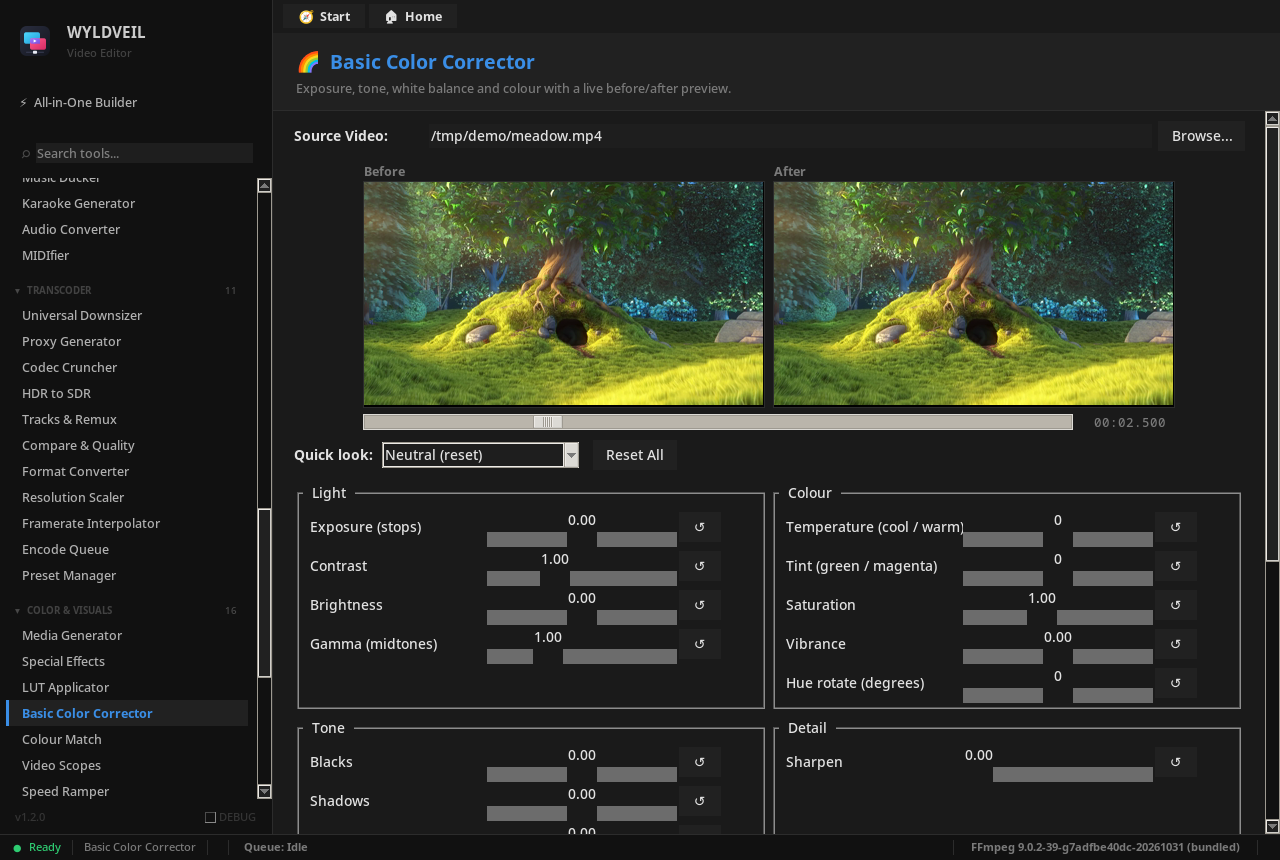 WYLDVEIL
Video Editor
⚡ All-in-One Builder
Search tools...
Music Ducker
Karaoke Generator
Audio Converter
MIDIfier
▾ TRANSCODER 11
Universal Downsizer
Proxy Generator
Codec Cruncher
HDR to SDR
Tracks & Remux
Compare & Quality
Format Converter
Resolution Scaler
Framerate Interpolator
Encode Queue
Preset Manager
▾ COLOR & VISUALS 16
Media Generator
Special Effects
LUT Applicator
Basic Color Corrector
Colour Match
Video Scopes
Speed Ramper
v1.2.0 DEBUG
Start Home
Basic Color Corrector
Exposure, tone, white balance and colour with a live before/after preview.
Source Video: /tmp/demo/meadow.mp4 Browse...
Before After
00:02.500
Quick look: Neutral (reset) Reset All
Light
Exposure (stops) 0.00 ↺
Contrast 1.00 ↺
Brightness 0.00 ↺
Gamma (midtones) 1.00 ↺
Colour
Temperature (cool / warm) 0 ↺
Tint (green / magenta) 0 ↺
Saturation 1.00 ↺
Vibrance 0.00 ↺
Hue rotate (degrees) 0 ↺
Tone
Blacks 0.00 ↺
Shadows 0.00 ↺
0.00
Detail
Sharpen 0.00 ↺
Ready Basic Color Corrector Queue: Idle FFmpeg 9.0.2-39-g7adfbe40dc-20261031 (bundled)